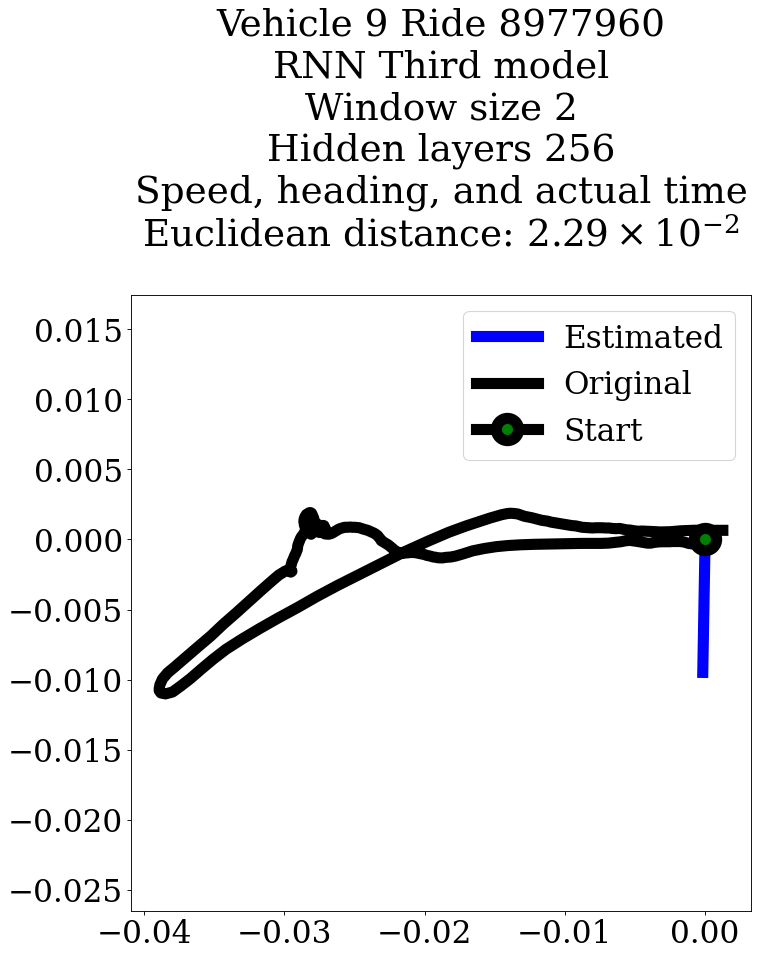 Vehicle 9 Ride 8977960
RNN Third model
Window size 2
Hidden layers 256
Speed, heading, and actual time
Euclidean distance: 2.29 × 10⁻²
Estimated
Original
Start
0.015
0.010
0.005
0.000
−0.005
−0.010
−0.015
−0.020
−0.025
−0.04 −0.03 −0.02 −0.01 0.00